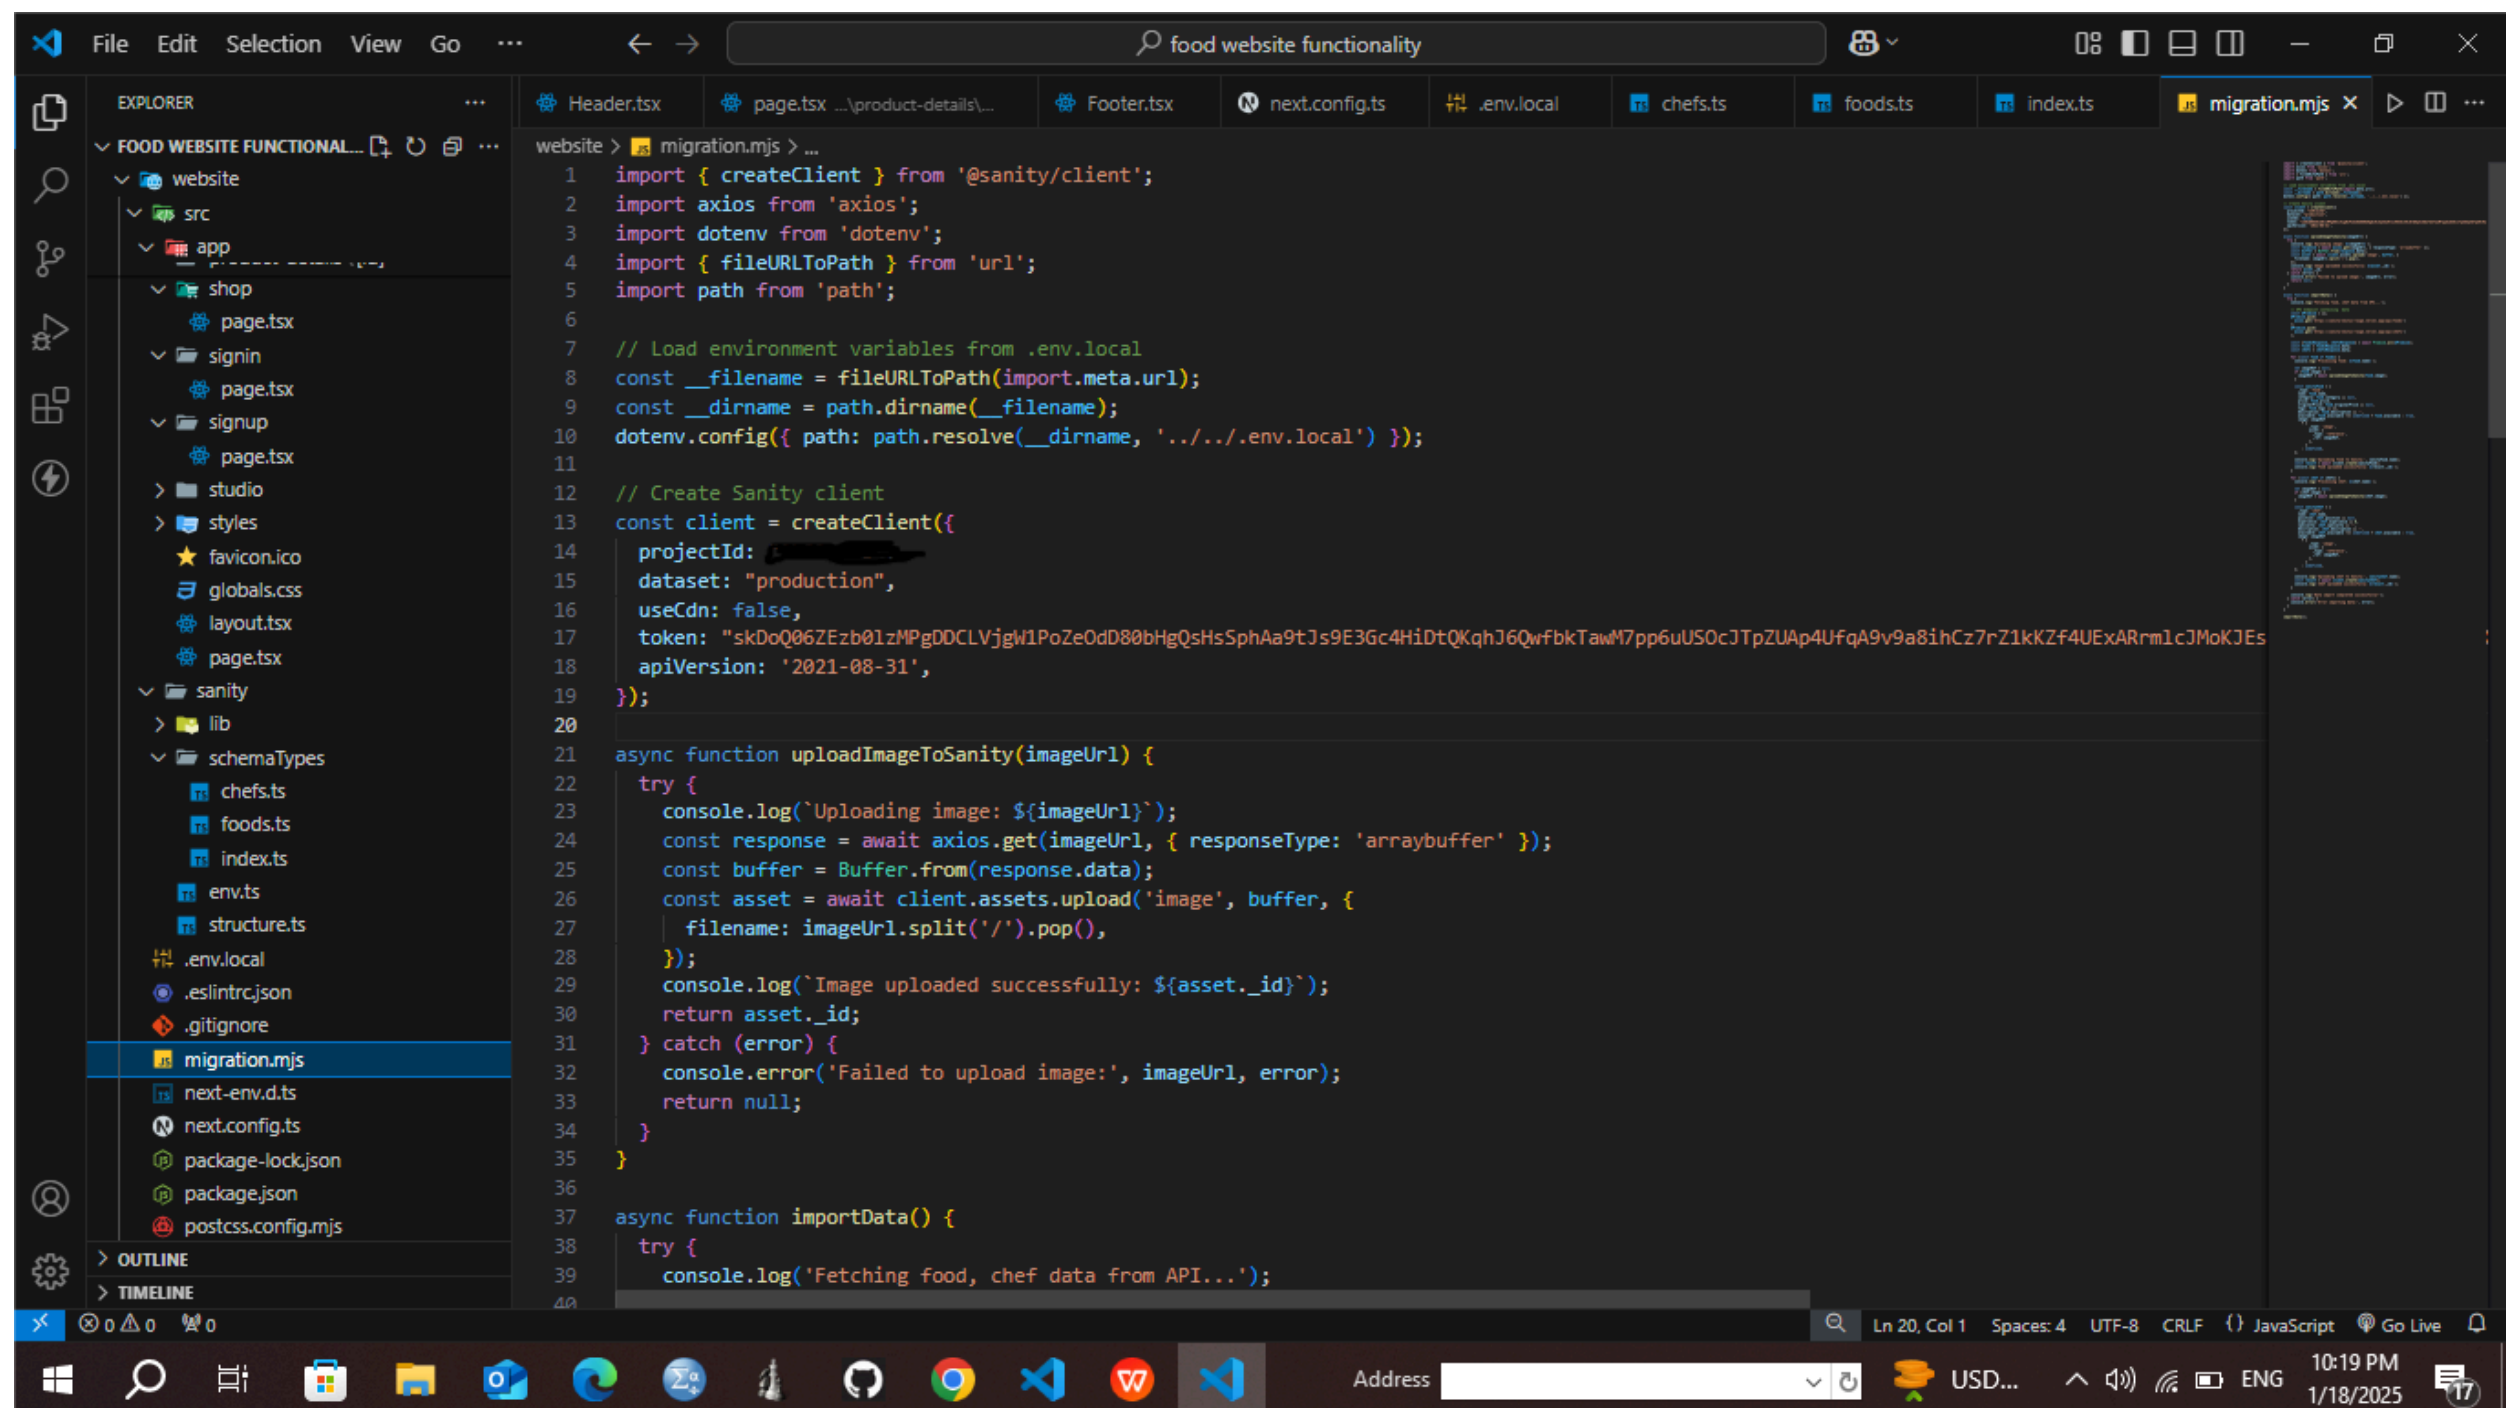 File Edit Selection View Go ···
food website functionality
EXPLORER
FOOD WEBSITE FUNCTIONAL...
website
src
app
shop
page.tsx
signin
page.tsx
signup
page.tsx
studio
styles
favicon.ico
globals.css
layout.tsx
page.tsx
sanity
lib
schemaTypes
chefs.ts
foods.ts
index.ts
env.ts
structure.ts
.env.local
.eslintrc.json
.gitignore
migration.mjs
next-env.d.ts
next.config.ts
package-lock.json
package.json
postcss.config.mjs
OUTLINE
TIMELINE
Header.tsx page.tsx ...\product-details\... Footer.tsx next.config.ts .env.local chefs.ts foods.ts index.ts migration.mjs
website > migration.mjs > ...
1 import { createClient } from '@sanity/client';
2 import axios from 'axios';
3 import dotenv from 'dotenv';
4 import { fileURLToPath } from 'url';
5 import path from 'path';
6
7 // Load environment variables from .env.local
8 const __filename = fileURLToPath(import.meta.url);
9 const __dirname = path.dirname(__filename);
10 dotenv.config({ path: path.resolve(__dirname, '../../.env.local') });
11
12 // Create Sanity client
13 const client = createClient({
14 projectId:
15 dataset: "production",
16 useCdn: false,
17 token:
18 apiVersion: '2021-08-31',
19 });
20
21 async function uploadImageToSanity(imageUrl) {
22 try {
23 console.log(`Uploading image: ${imageUrl}`);
24 const response = await axios.get(imageUrl, { responseType: 'arraybuffer' });
25 const buffer = Buffer.from(response.data);
26 const asset = await client.assets.upload('image', buffer, {
27 filename: imageUrl.split('/').pop(),
28 });
29 console.log(`Image uploaded successfully: ${asset._id}`);
30 return asset._id;
31 } catch (error) {
32 console.error('Failed to upload image:', imageUrl, error);
33 return null;
34 }
35 }
36
37 async function importData() {
38 try {
39 console.log('Fetching food, chef data from API...');
40
0 0 0
Ln 20, Col 1 Spaces: 4 UTF-8 CRLF {} JavaScript Go Live
Address
USD...
ENG
10:19 PM
1/18/2025
17